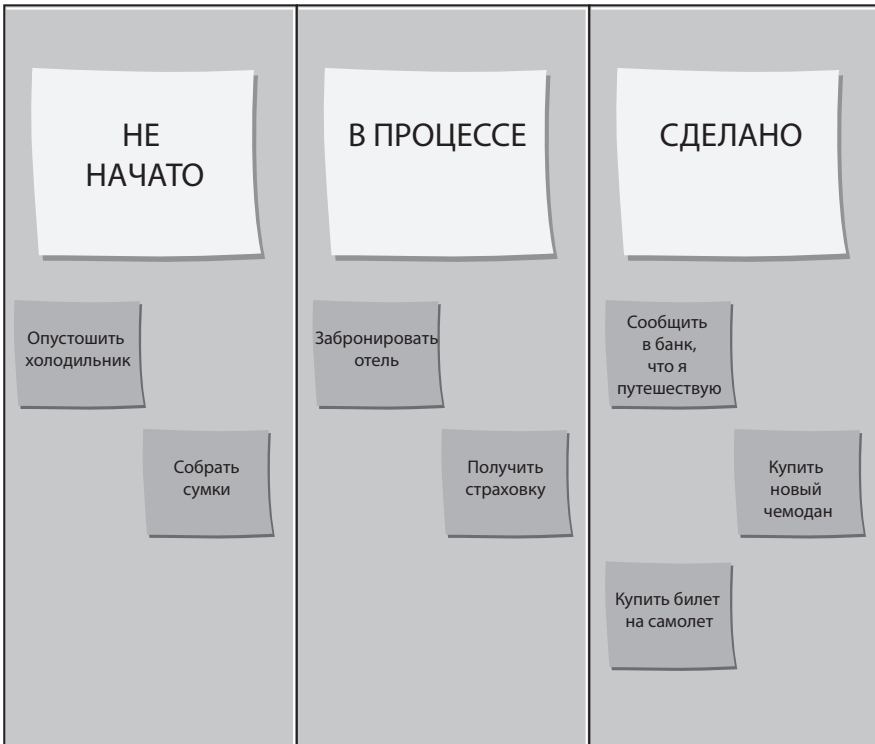 НЕ
НАЧАТО
В ПРОЦЕССЕ
СДЕЛАНО
Опустошить
холодильник
Собрать
сумки
Забронировать
отель
Получить
страховку
Сообщить
в банк,
что я
путешествую
Купить
новый
чемодан
Купить билет
на самолет